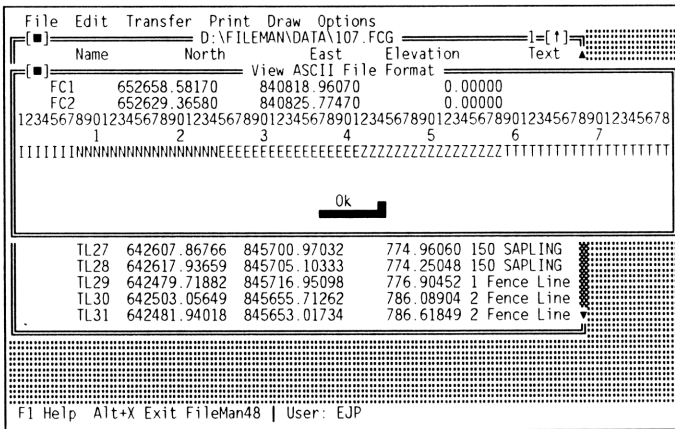 File Edit Transfer Print Draw Options
[■] D:\FILEMAN\DATA\107.FCG 1=[↑]
Name North East Elevation Text
[■] View ASCII File Format
FC1 652658.58170 840818.96070 0.00000
FC2 652629.36580 840825.77470 0.00000
123456789012345678901234567890123456789012345678901234567890123456789012345678
1 2 3 4 5 6 7
IIIIIIINNNNNNNNNNNNNNNNNEEEEEEEEEEEEEEEEEZZZZZZZZZZZZZZZZZTTTTTTTTTTTTTTTTTTTT
Ok
TL27 642607.86766 845700.97032 774.96060 150 SAPLING
TL28 642617.93659 845705.10333 774.25048 150 SAPLING
TL29 642479.71882 845716.95098 776.90452 1 Fence Line
TL30 642503.05649 845655.71262 786.08904 2 Fence Line
TL31 642481.94018 845653.01734 786.61849 2 Fence Line
F1 Help Alt+X Exit FileMan48 | User: EJP